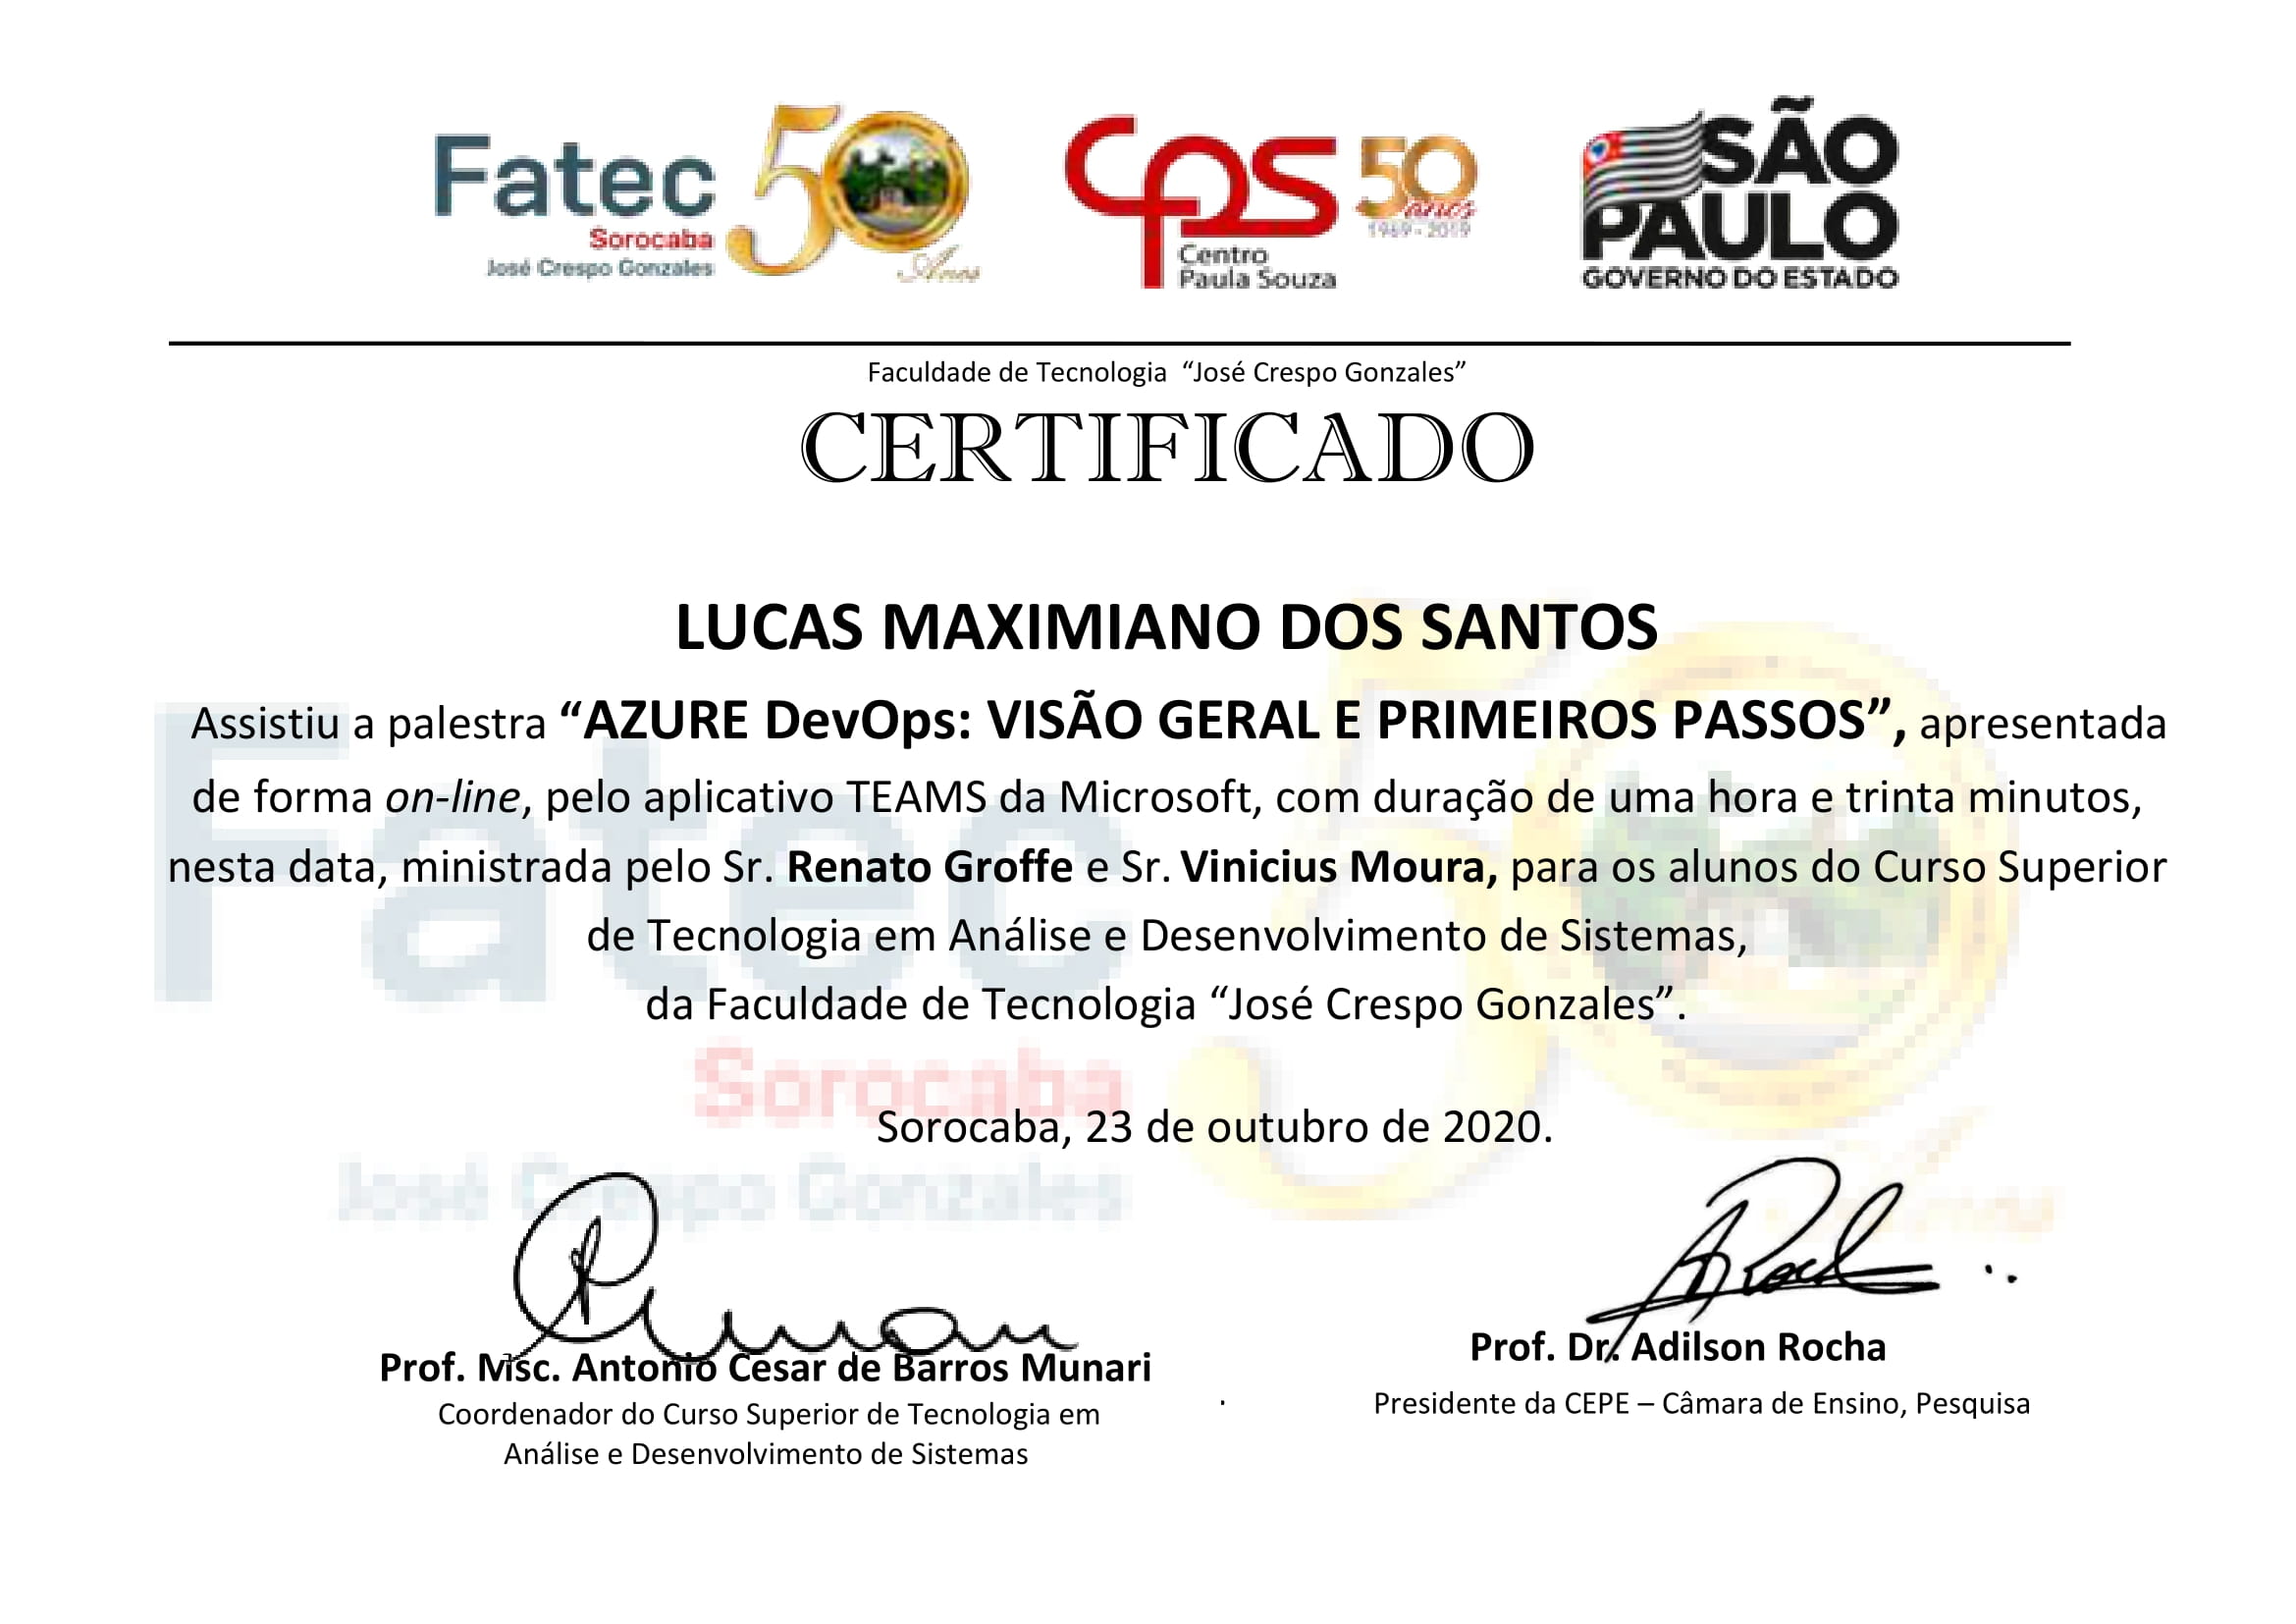 Fatec 50
Sorocaba
José Crespo Gonzales
Anos
CPS 50 anos
1969 - 2019
Centro
Paula Souza
SÃO
PAULO
GOVERNO DO ESTADO
Faculdade de Tecnologia “José Crespo Gonzales”
CERTIFICADO
LUCAS MAXIMIANO DOS SANTOS
Assistiu a palestra “AZURE DevOps: VISÃO GERAL E PRIMEIROS PASSOS”, apresentada
de forma on-line, pelo aplicativo TEAMS da Microsoft, com duração de uma hora e trinta minutos,
nesta data, ministrada pelo Sr. Renato Groffe e Sr. Vinicius Moura, para os alunos do Curso Superior
de Tecnologia em Análise e Desenvolvimento de Sistemas,
da Faculdade de Tecnologia “José Crespo Gonzales”.
Fatec 50
Sorocaba
José Crespo Gonzales
Sorocaba, 23 de outubro de 2020.
Prof. Msc. Antonio Cesar de Barros Munari
Coordenador do Curso Superior de Tecnologia em
Análise e Desenvolvimento de Sistemas
.
Prof. Dr. Adilson Rocha
Presidente da CEPE – Câmara de Ensino, Pesquisa